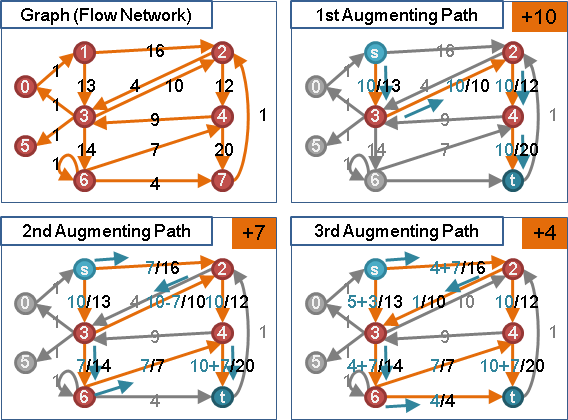 Graph (Flow Network)
1 16 2
1 13 4 10 12
0
1 3 9 4
1
5 14 7 20 1
1 6 4 7
1st Augmenting Path +10
s 16 2
1 10/13 4 10/10 10/12
0
1 3 9 4
1
5 14 7 10/20 1
1 6 t
2nd Augmenting Path +7
s 7/16 2
1 10/13 4 10-7/10 10/12
0
1 3 9 4
1
5 7/14 7/7 10+7/20 1
1 6 4 t
3rd Augmenting Path +4
s 4+7/16 2
1 5+3/13 1/10 10 10/12
0
1 3 9 4
1
5 4+7/14 7/7 10+7/20 1
1 6 4/4 t